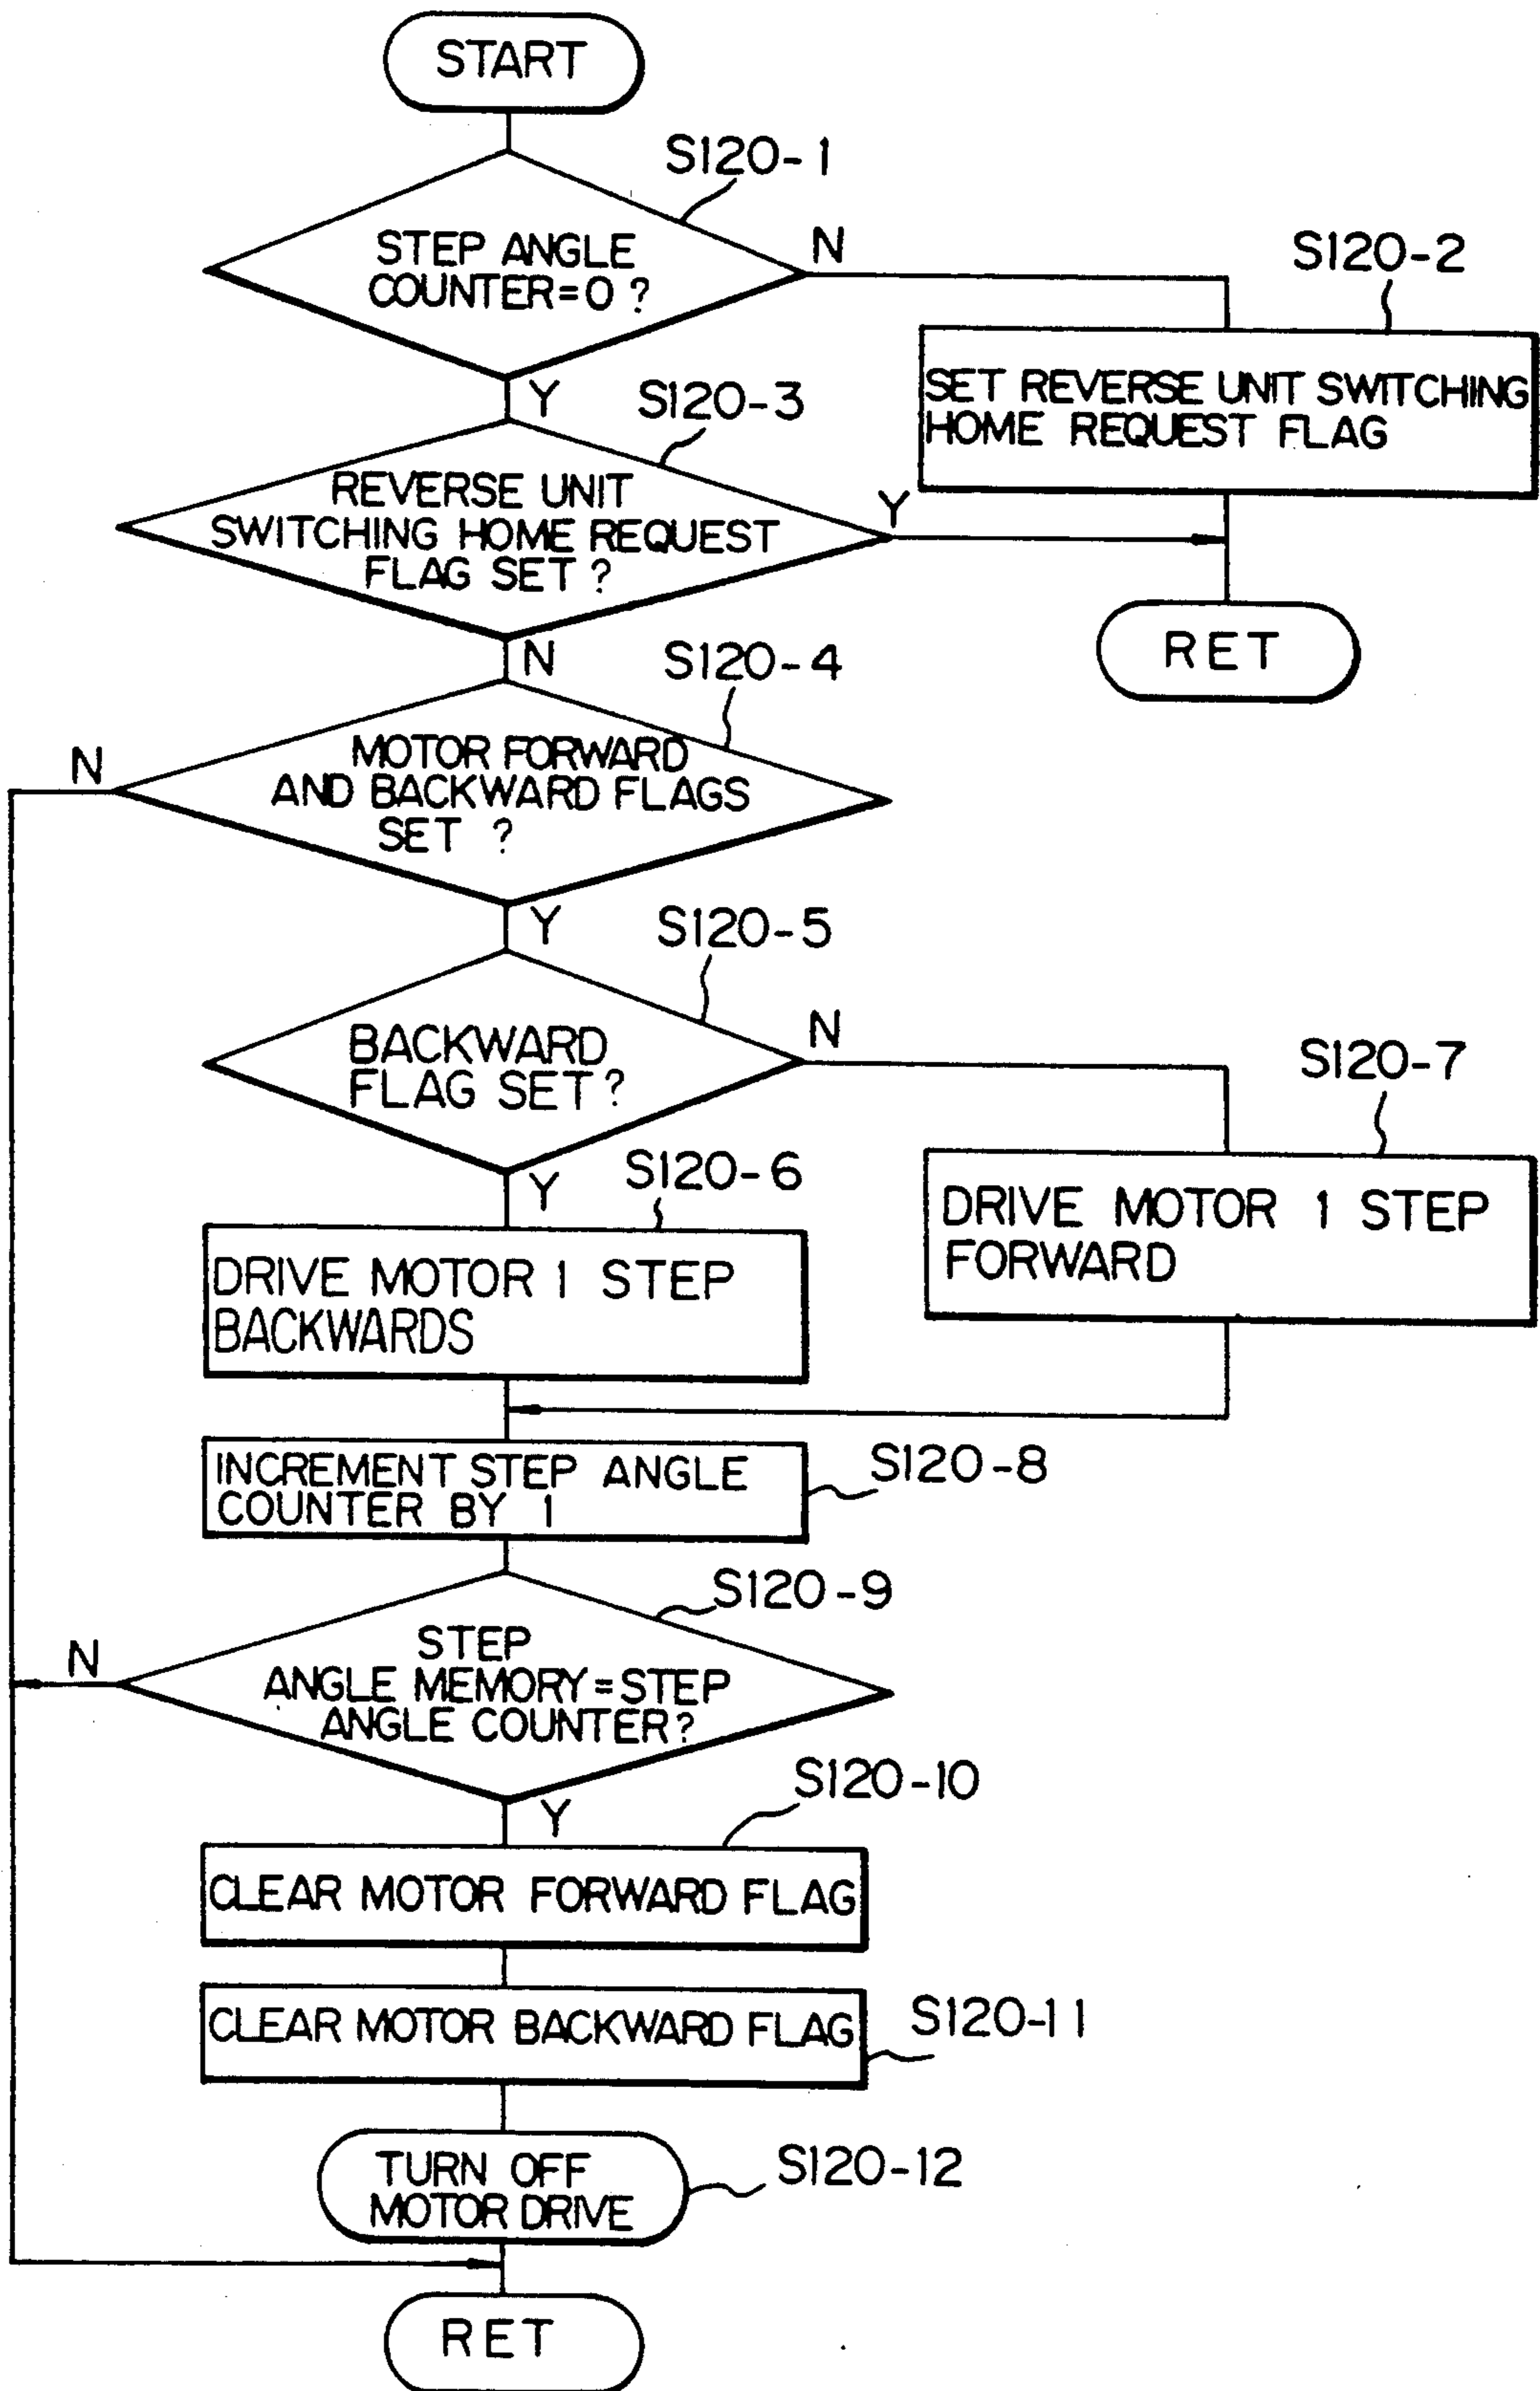 START
S120-1
STEP ANGLE
COUNTER=0 ?
N
S120-2
SET REVERSE UNIT SWITCHING
HOME REQUEST FLAG
Y
S120-3
REVERSE UNIT
SWITCHING HOME REQUEST
FLAG SET ?
Y
RET
N
S120-4
MOTOR FORWARD
AND BACKWARD FLAGS
SET ?
N
Y
S120-5
BACKWARD
FLAG SET ?
N
S120-7
DRIVE MOTOR 1 STEP
FORWARD
Y
S120-6
DRIVE MOTOR 1 STEP
BACKWARDS
INCREMENT STEP ANGLE
COUNTER BY 1
S120-8
S120-9
STEP
ANGLE MEMORY=STEP
ANGLE COUNTER?
N
Y
S120-10
CLEAR MOTOR FORWARD FLAG
CLEAR MOTOR BACKWARD FLAG
S120-11
TURN OFF
MOTOR DRIVE
S120-12
RET